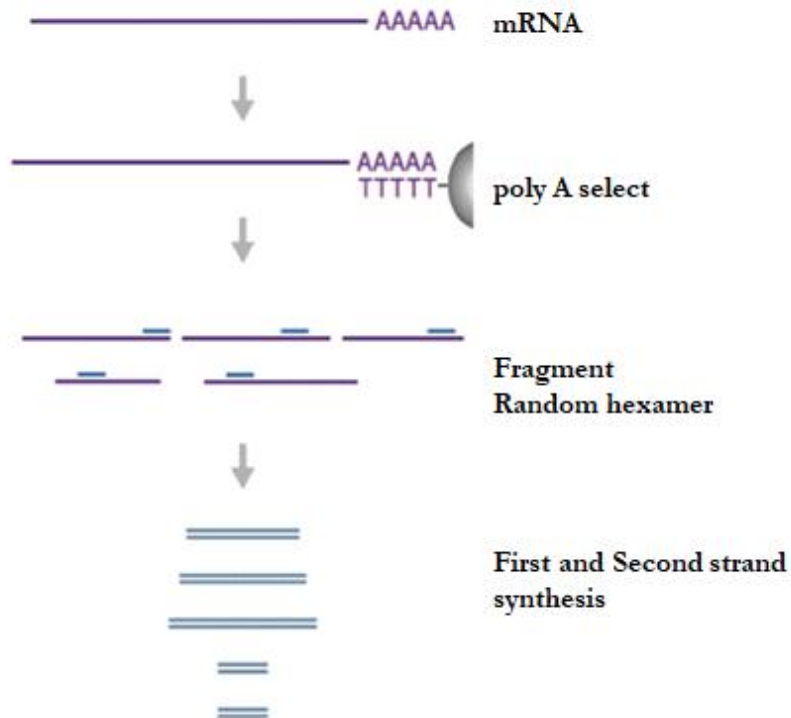 AAAAA mRNA
AAAAA
TTTTT
poly A select
Fragment
Random hexamer
First and Second strand
synthesis